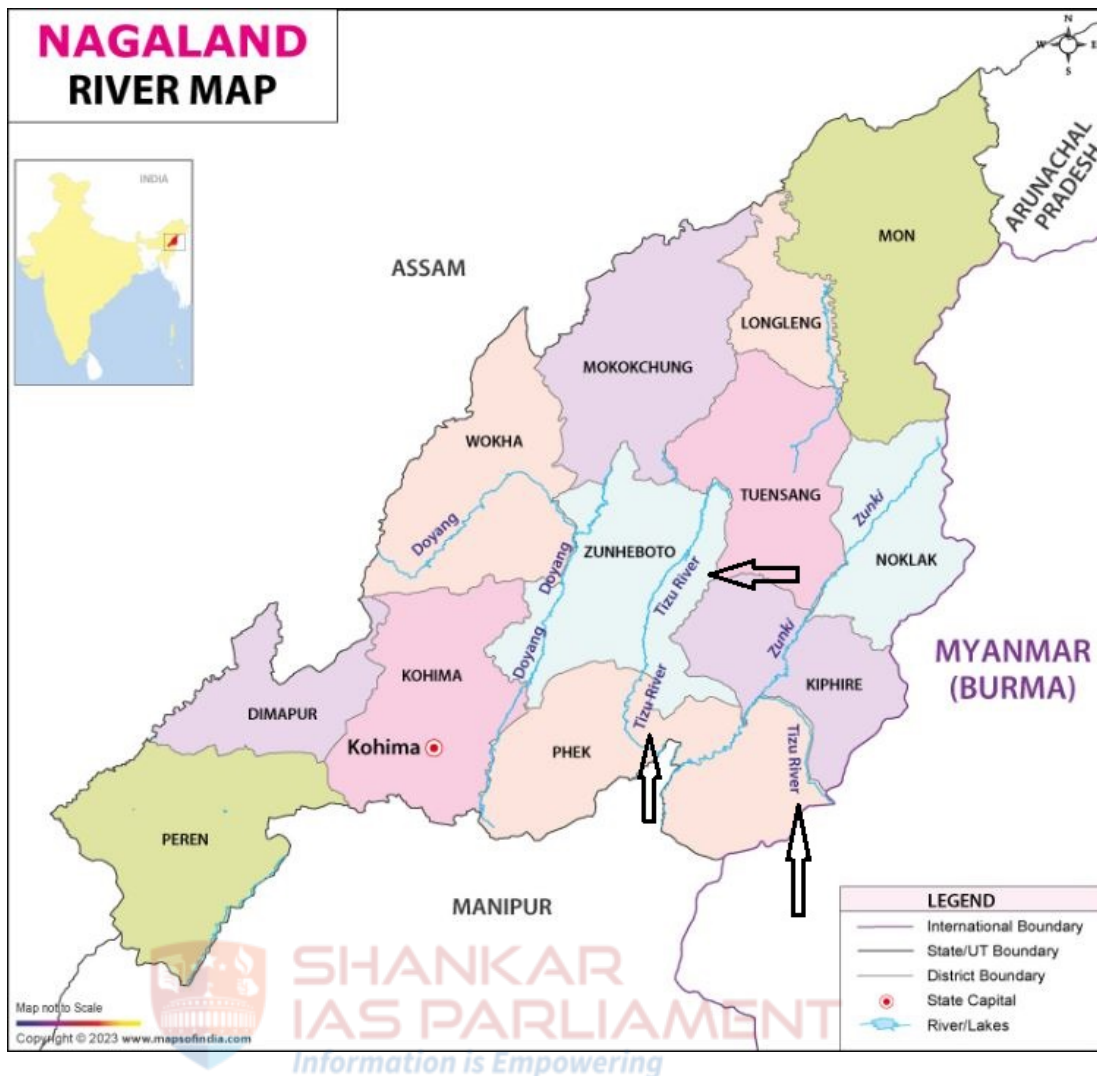 NAGALAND
RIVER MAP
N
W
E
S
INDIA
ARUNACHAL
PRADESH
MON
ASSAM
LONGLENG
MOKOKCHUNG
WOKHA
TUENSANG
Zunki
Doyang
Doyang
ZUNHEBOTO
NOKLAK
Tizu River
Doyang
Zunki
MYANMAR
(BURMA)
KOHIMA
KIPHIRE
DIMAPUR
Tizu River
Kohima
PHEK
Tizu River
PEREN
MANIPUR
LEGEND
International Boundary
State/UT Boundary
District Boundary
State Capital
River/Lakes
SHANKAR
IAS PARLIAMENT
Information is Empowering
Map not to Scale
Copyright © 2023 www.mapsofindia.com